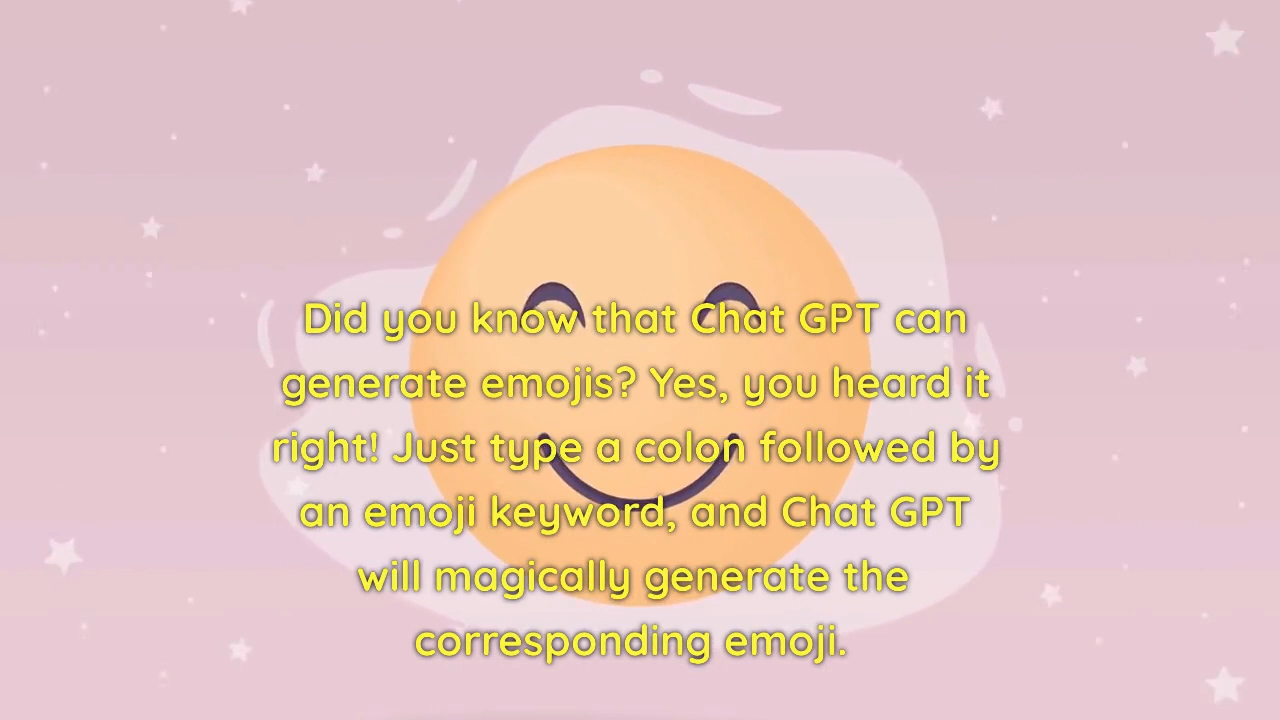 Did you know that Chat GPT can
generate emojis? Yes, you heard it
right! Just type a colon followed by
an emoji keyword, and Chat GPT
will magically generate the
corresponding emoji.